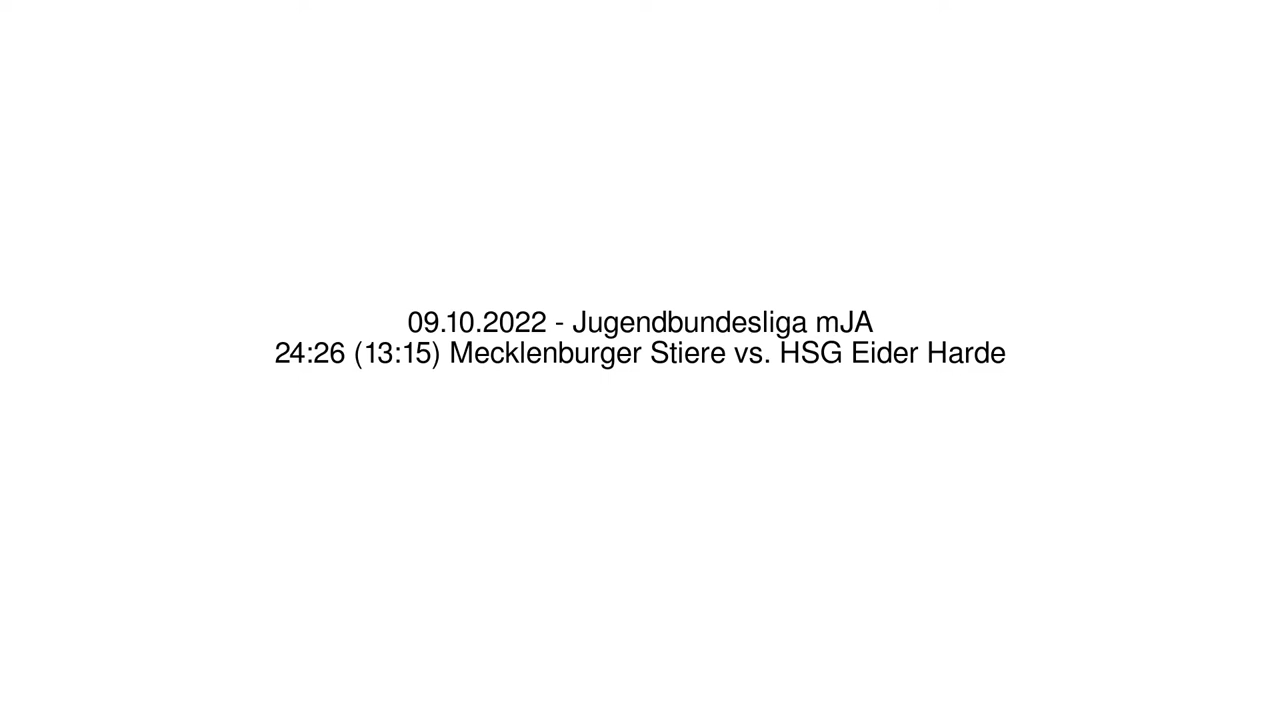 09.10.2022 - Jugendbundesliga mJA
24:26 (13:15) Mecklenburger Stiere vs. HSG Eider Harde